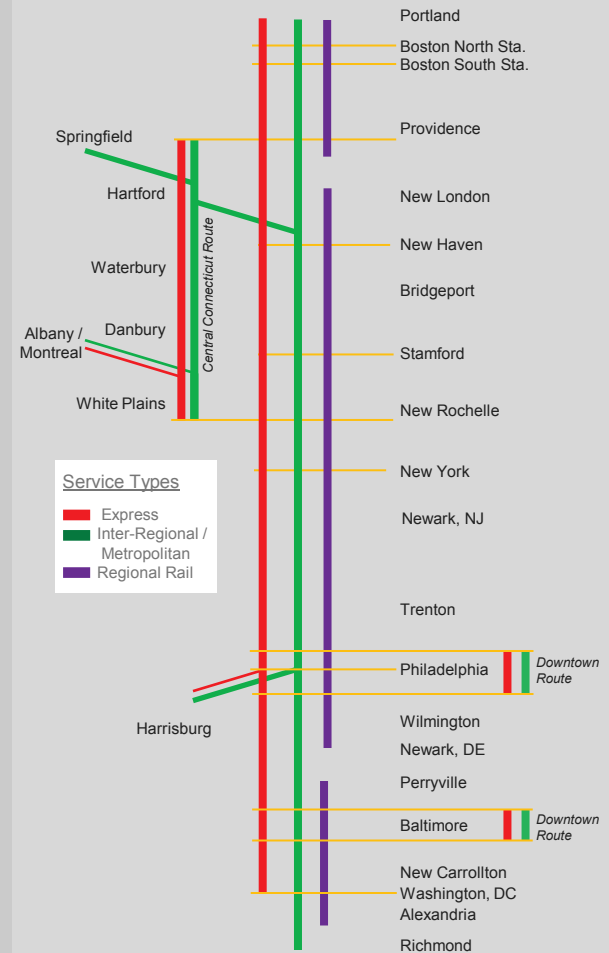 Portland
Boston North Sta.
Boston South Sta.
Providence
Springfield
Hartford
New London
New Haven
Central Connecticut Route
Waterbury
Bridgeport
Danbury
Albany /
Montreal
Stamford
White Plains
New Rochelle
New York
Service Types
Express
Inter-Regional /
Metropolitan
Regional Rail
Newark, NJ
Trenton
Philadelphia
Downtown
Route
Harrisburg
Wilmington
Newark, DE
Perryville
Baltimore
Downtown
Route
New Carrollton
Washington, DC
Alexandria
Richmond